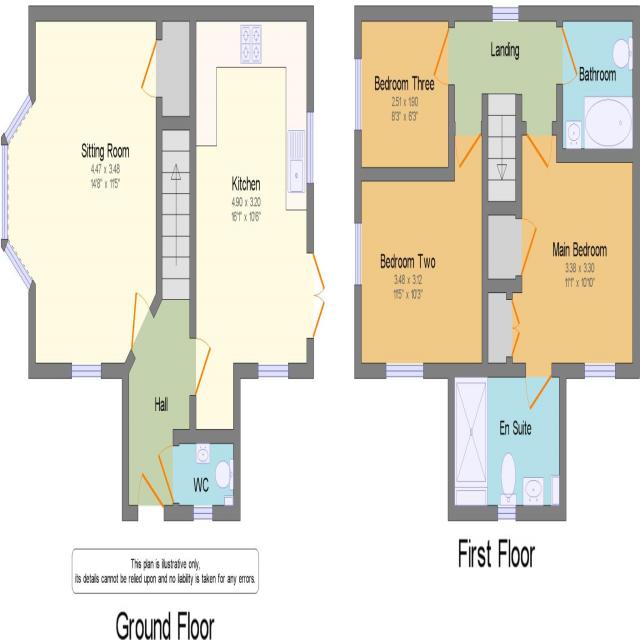 Sitting Room
4.47 x 3.48
14'8" x 11'5"
Kitchen
4.90 x 3.20
16'1" x 10'6"
Hall
WC
This plan is illustrative only,
its details cannot be relied upon and no liability is taken for any errors.
Ground Floor
Landing
Bedroom Three
2.51 x 1.90
8'3" x 6'3"
Bathroom
Bedroom Two
3.48 x 3.12
11'5" x 10'3"
Main Bedroom
3.38 x 3.30
11'1" x 10'10"
En Suite
First Floor